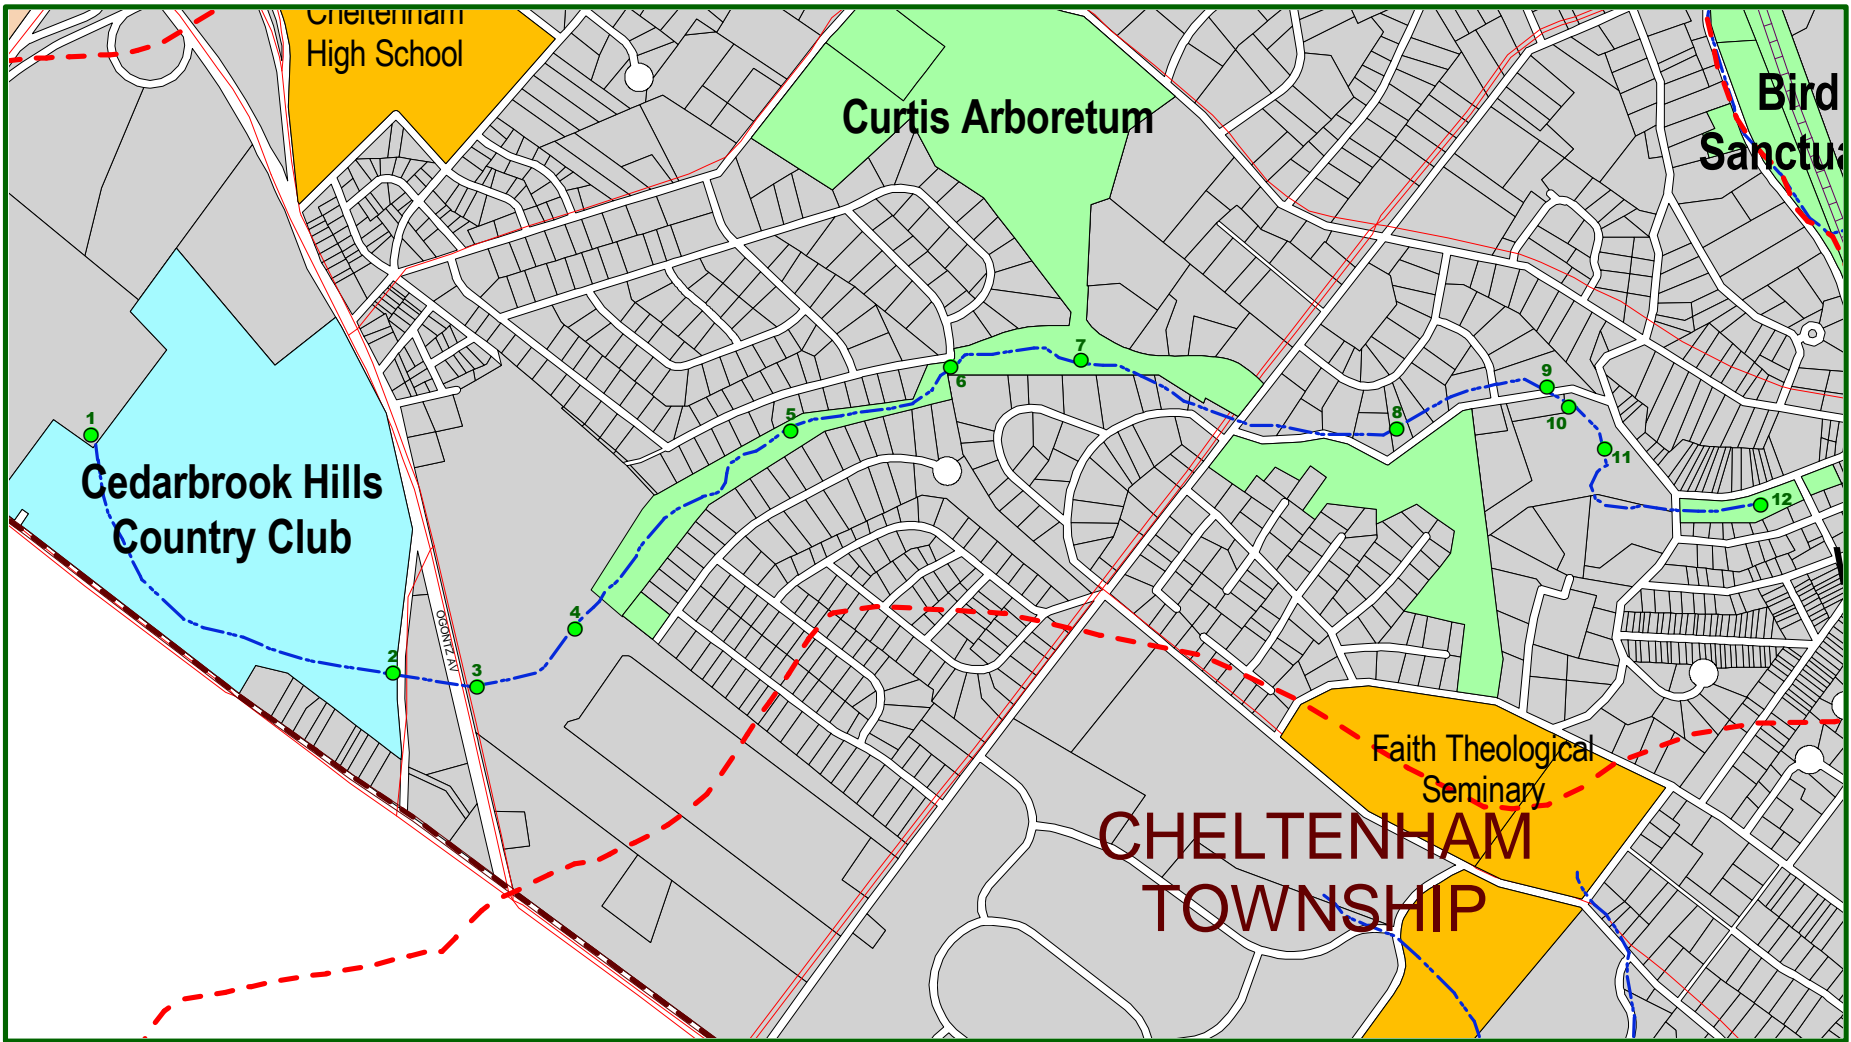 Cheltenham
High School
Curtis Arboretum
Bird
Cedarbrook Hills
Country Club
OGONTZ AV
1
2
3
4
5
6
7
8
9
10
11
12
Faith Theological
Seminary
CHELTENHAM
TOWNSHIP